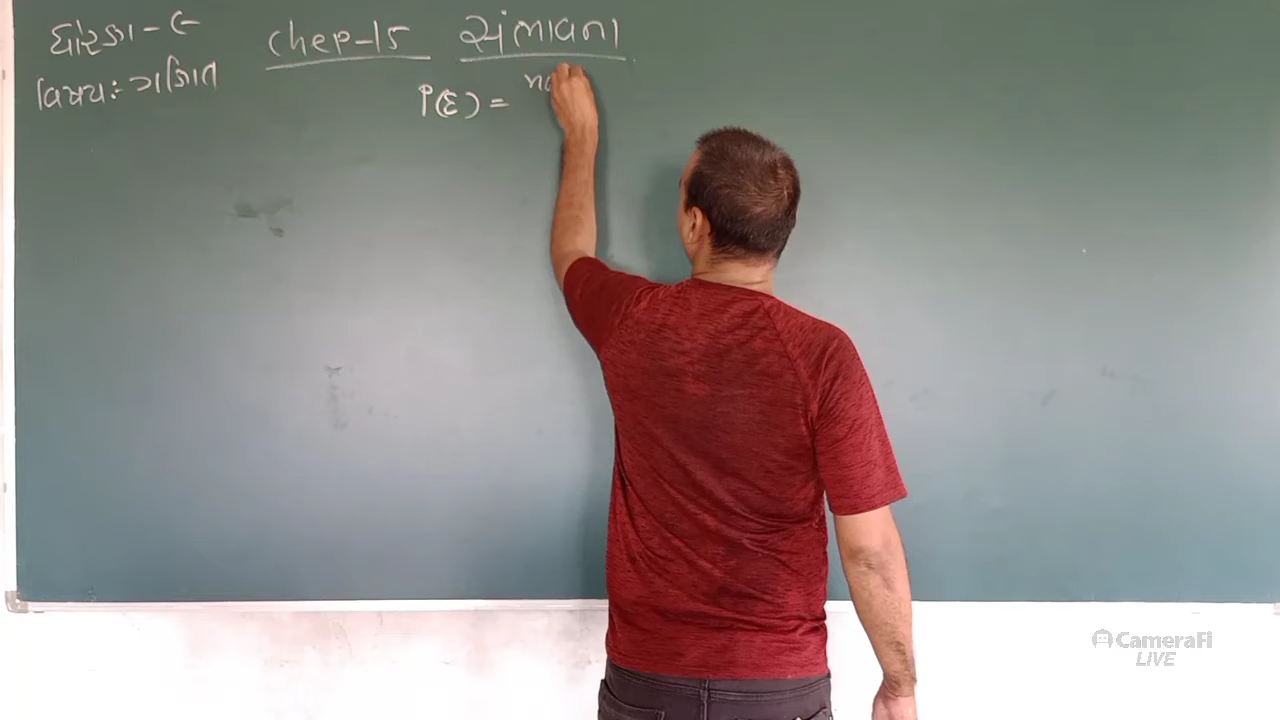 ધોરણ - ૯
વિષય : ગણિત
chep-15 સંભાવના
P(E) =
CameraFi
LIVE